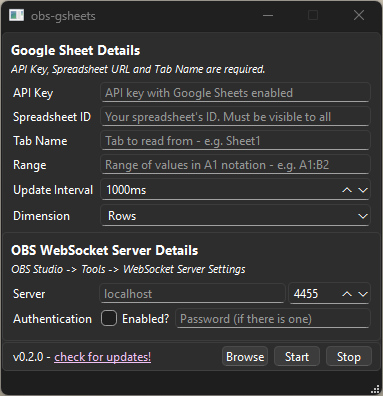 obs-gsheets
Google Sheet Details
API Key, Spreadsheet URL and Tab Name are required.
API Key API key with Google Sheets enabled
Spreadsheet ID Your spreadsheet's ID. Must be visible to all
Tab Name Tab to read from - e.g. Sheet1
Range Range of values in A1 notation - e.g. A1:B2
Update Interval 1000ms
Dimension Rows
OBS WebSocket Server Details
OBS Studio -> Tools -> WebSocket Server Settings
Server localhost 4455
Authentication Enabled? Password (if there is one)
v0.2.0 - check for updates! Browse Start Stop